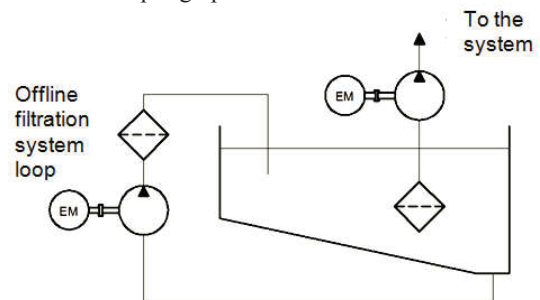 To the
system
EM
Offline
filtration
system
loop
EM